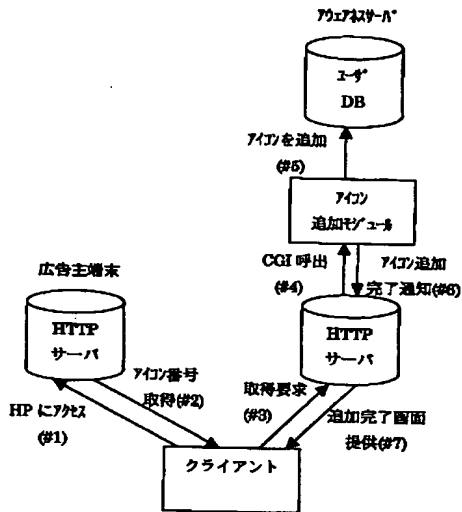 アウェアネスサーバ
ユーザ
DB
アイコンを追加
(#5)
アイコン
追加モジュール
CGI 呼出
(#4)
アイコン追加
完了通知(#6)
広告主端末
HTTP
サーバ
HTTP
サーバ
アイコン番号
取得(#2)
取得要求
(#3)
HP にアクセス
(#1)
追加完了画面
提供(#7)
クライアント